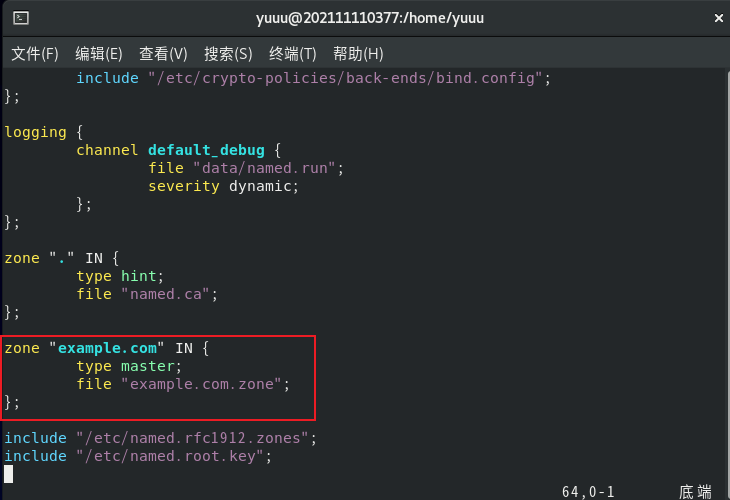 yuuu@202111110377:/home/yuuu
文件(F) 编辑(E) 查看(V) 搜索(S) 终端(T) 帮助(H)
include "/etc/crypto-policies/back-ends/bind.config";
};
logging {
channel default_debug {
file "data/named.run";
severity dynamic;
};
};
zone "." IN {
type hint;
file "named.ca";
};
zone "example.com" IN {
type master;
file "example.com.zone";
};
include "/etc/named.rfc1912.zones";
include "/etc/named.root.key";
64,0-1 底端